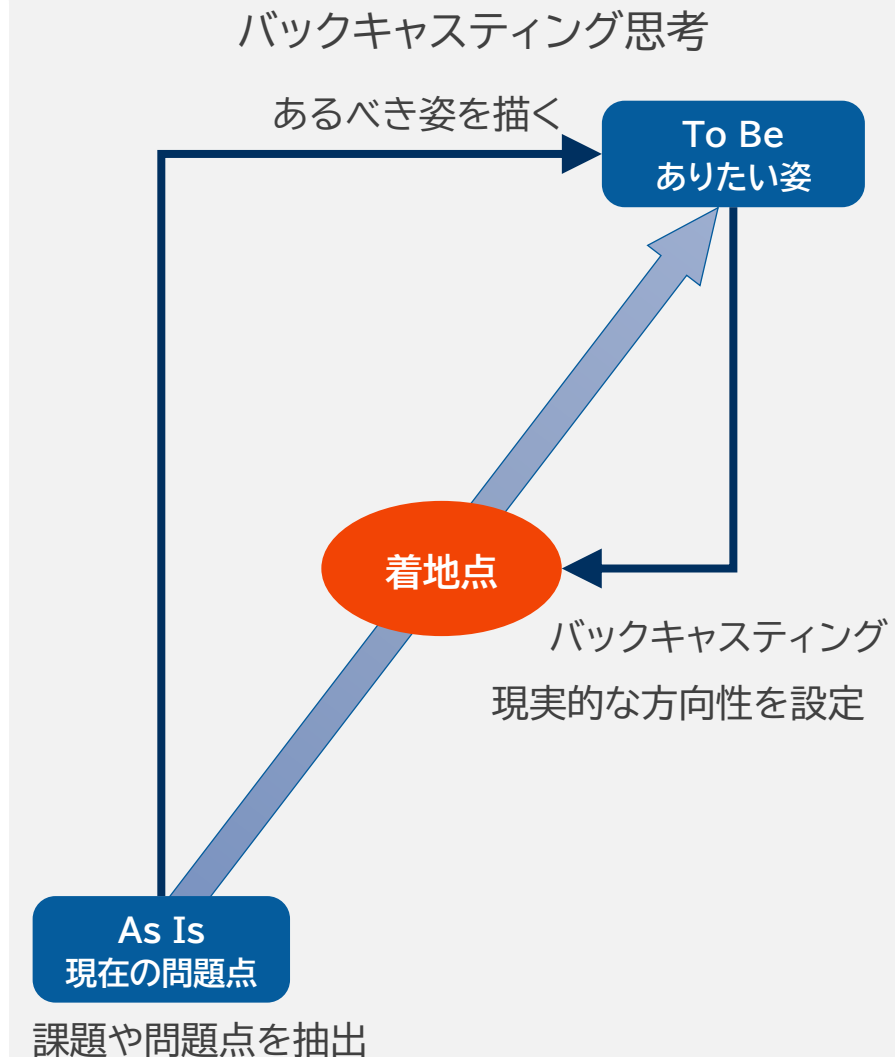 バックキャスティング思考
あるべき姿を描く
To Be
ありたい姿
着地点
バックキャスティング
現実的な方向性を設定
As Is
現在の問題点
課題や問題点を抽出